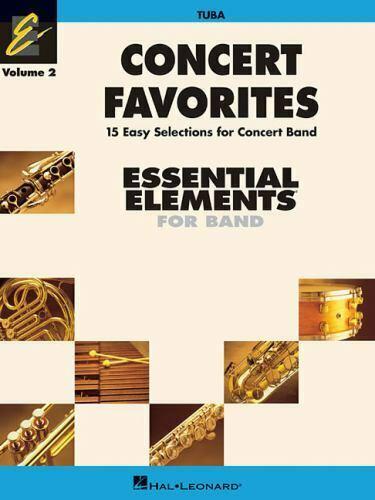 TUBA
E
Volume 2
CONCERT
FAVORITES
15 Easy Selections for Concert Band
ESSENTIAL
ELEMENTS
FOR BAND
HAL•LEONARD®